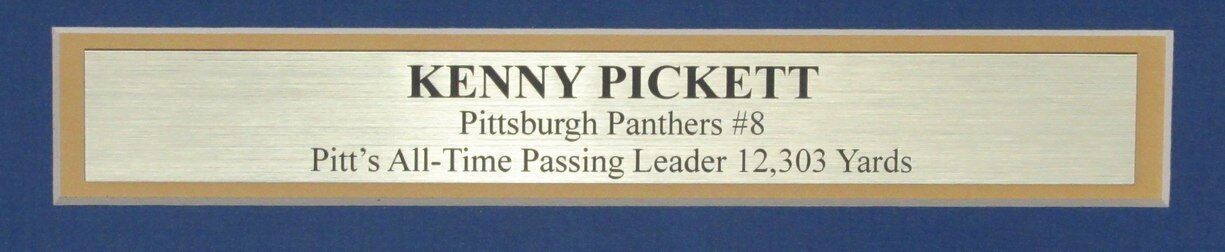 KENNY PICKETT
Pittsburgh Panthers #8
Pitt’s All-Time Passing Leader 12,303 Yards